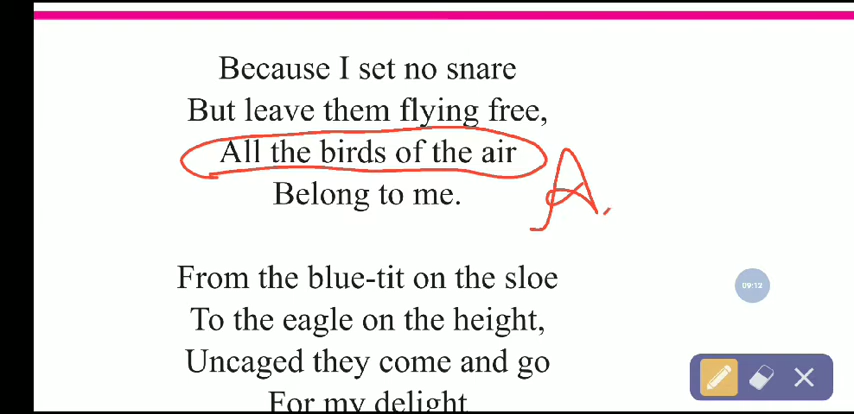 Because I set no snare
But leave them flying free,
All the birds of the air
A.
Belong to me.
From the blue-tit on the sloe
To the eagle on the height,
09:12
Uncaged they come and go
For my delight